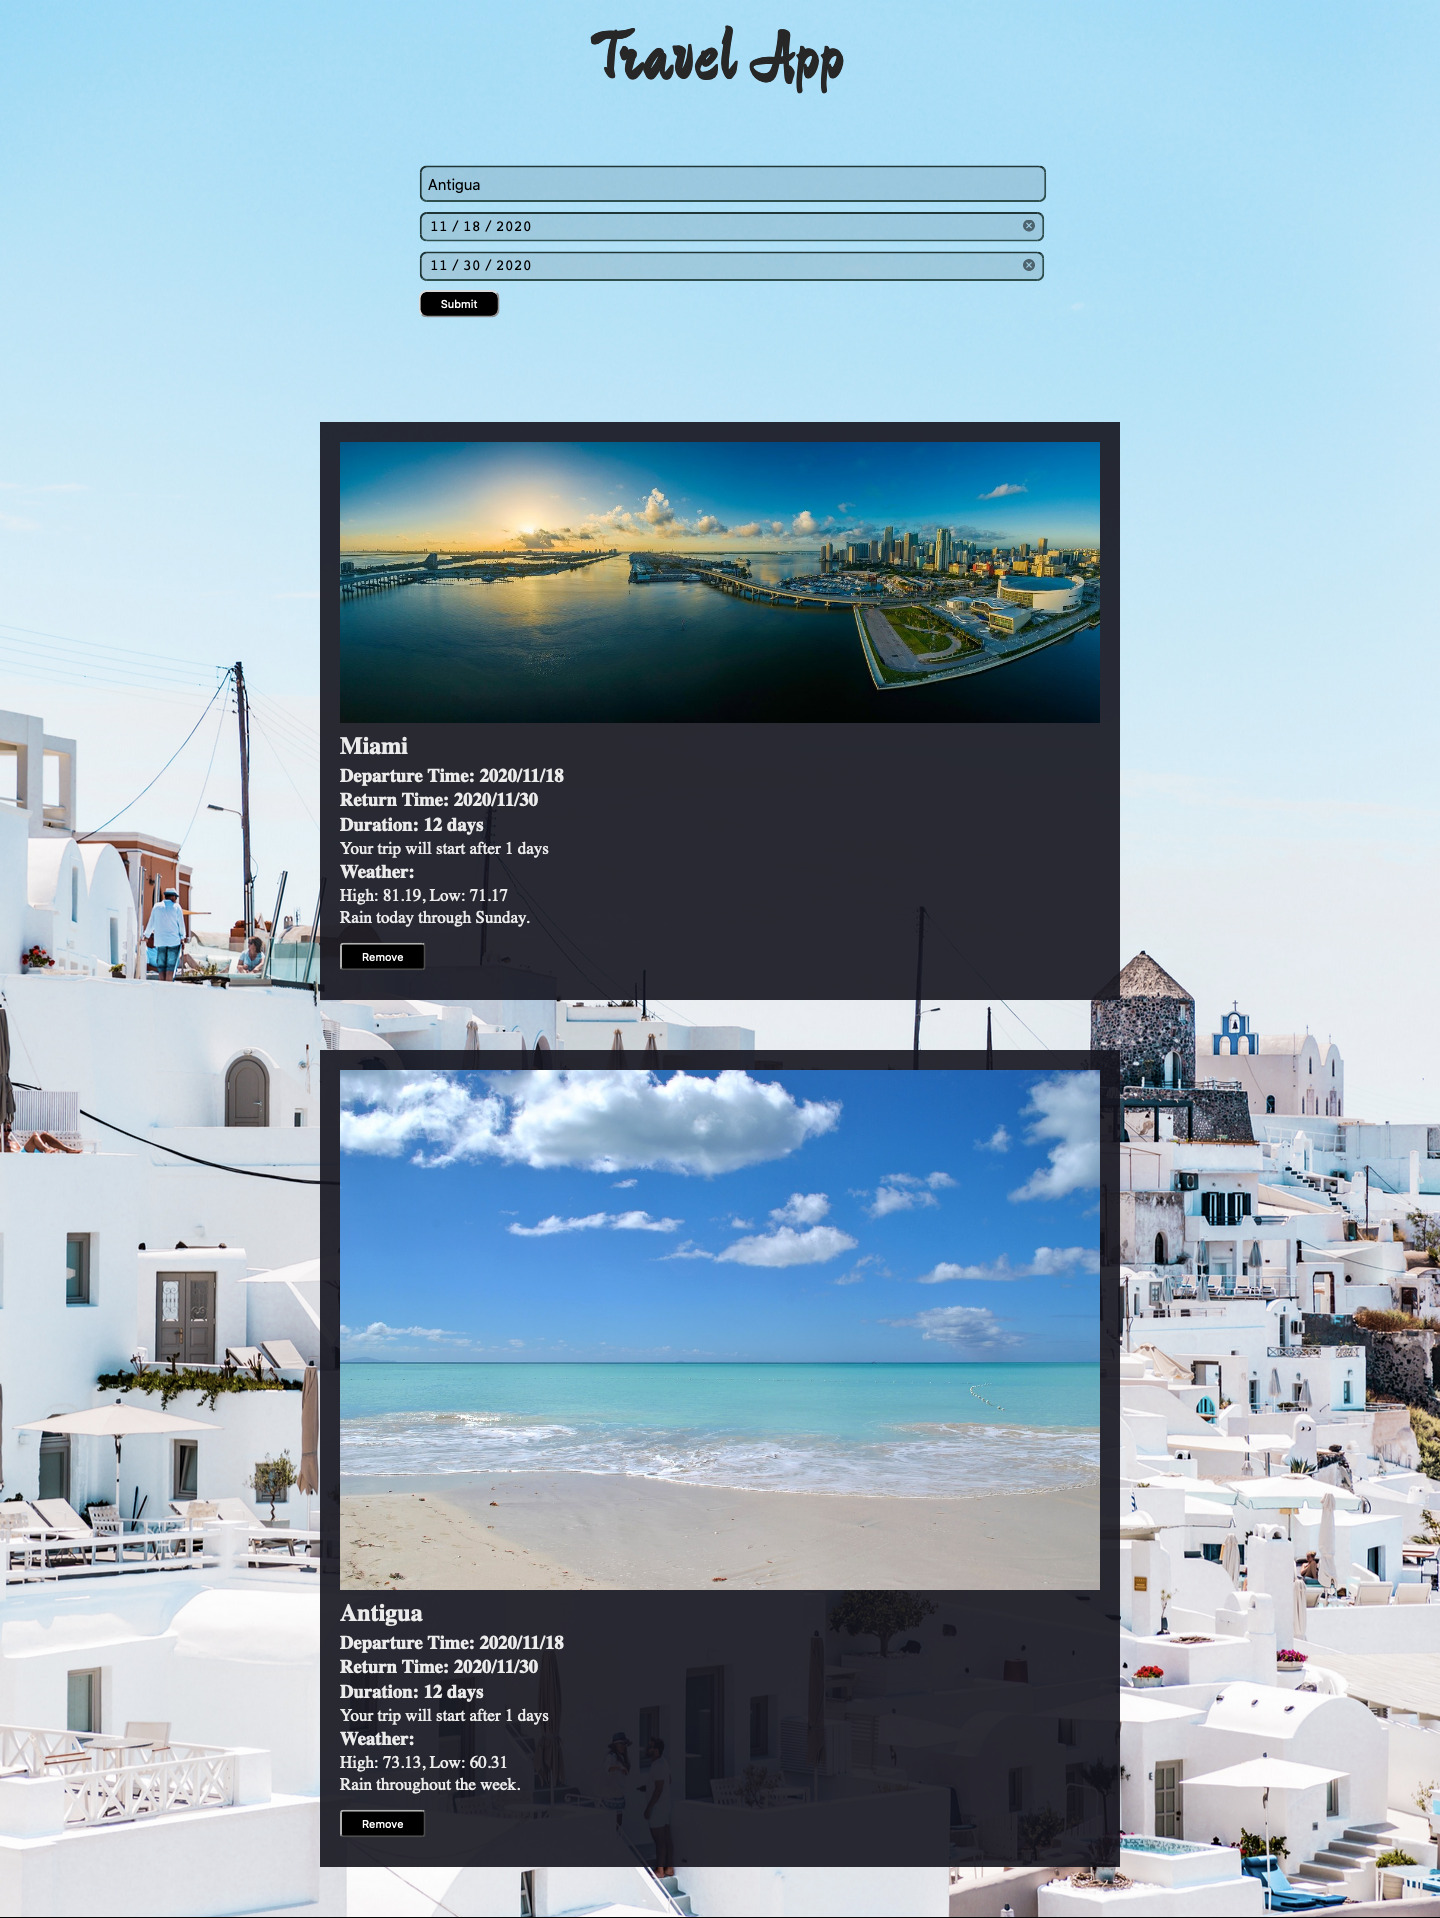 Travel App
Antigua
11 / 18 / 2020
11 / 30 / 2020
Submit
Miami
Departure Time: 2020/11/18
Return Time: 2020/11/30
Duration: 12 days
Your trip will start after 1 days
Weather:
High: 81.19, Low: 71.17
Rain today through Sunday.
Remove
Antigua
Departure Time: 2020/11/18
Return Time: 2020/11/30
Duration: 12 days
Your trip will start after 1 days
Weather:
High: 73.13, Low: 60.31
Rain throughout the week.
Remove